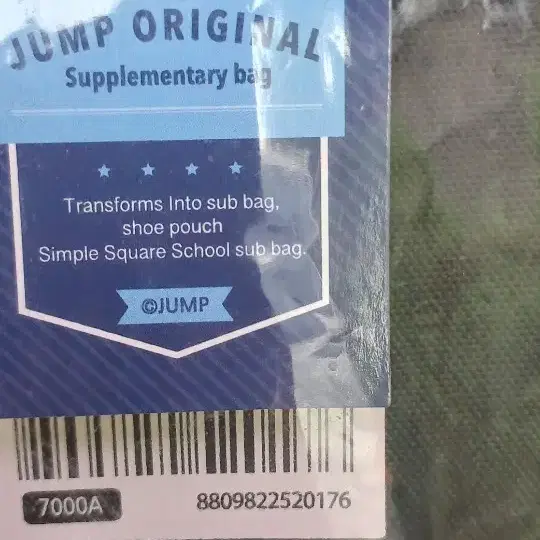 JUMP ORIGINAL
Supplementary bag
Transforms Into sub bag,
shoe pouch
Simple Square School sub bag.
©JUMP
7000A
8809822520176